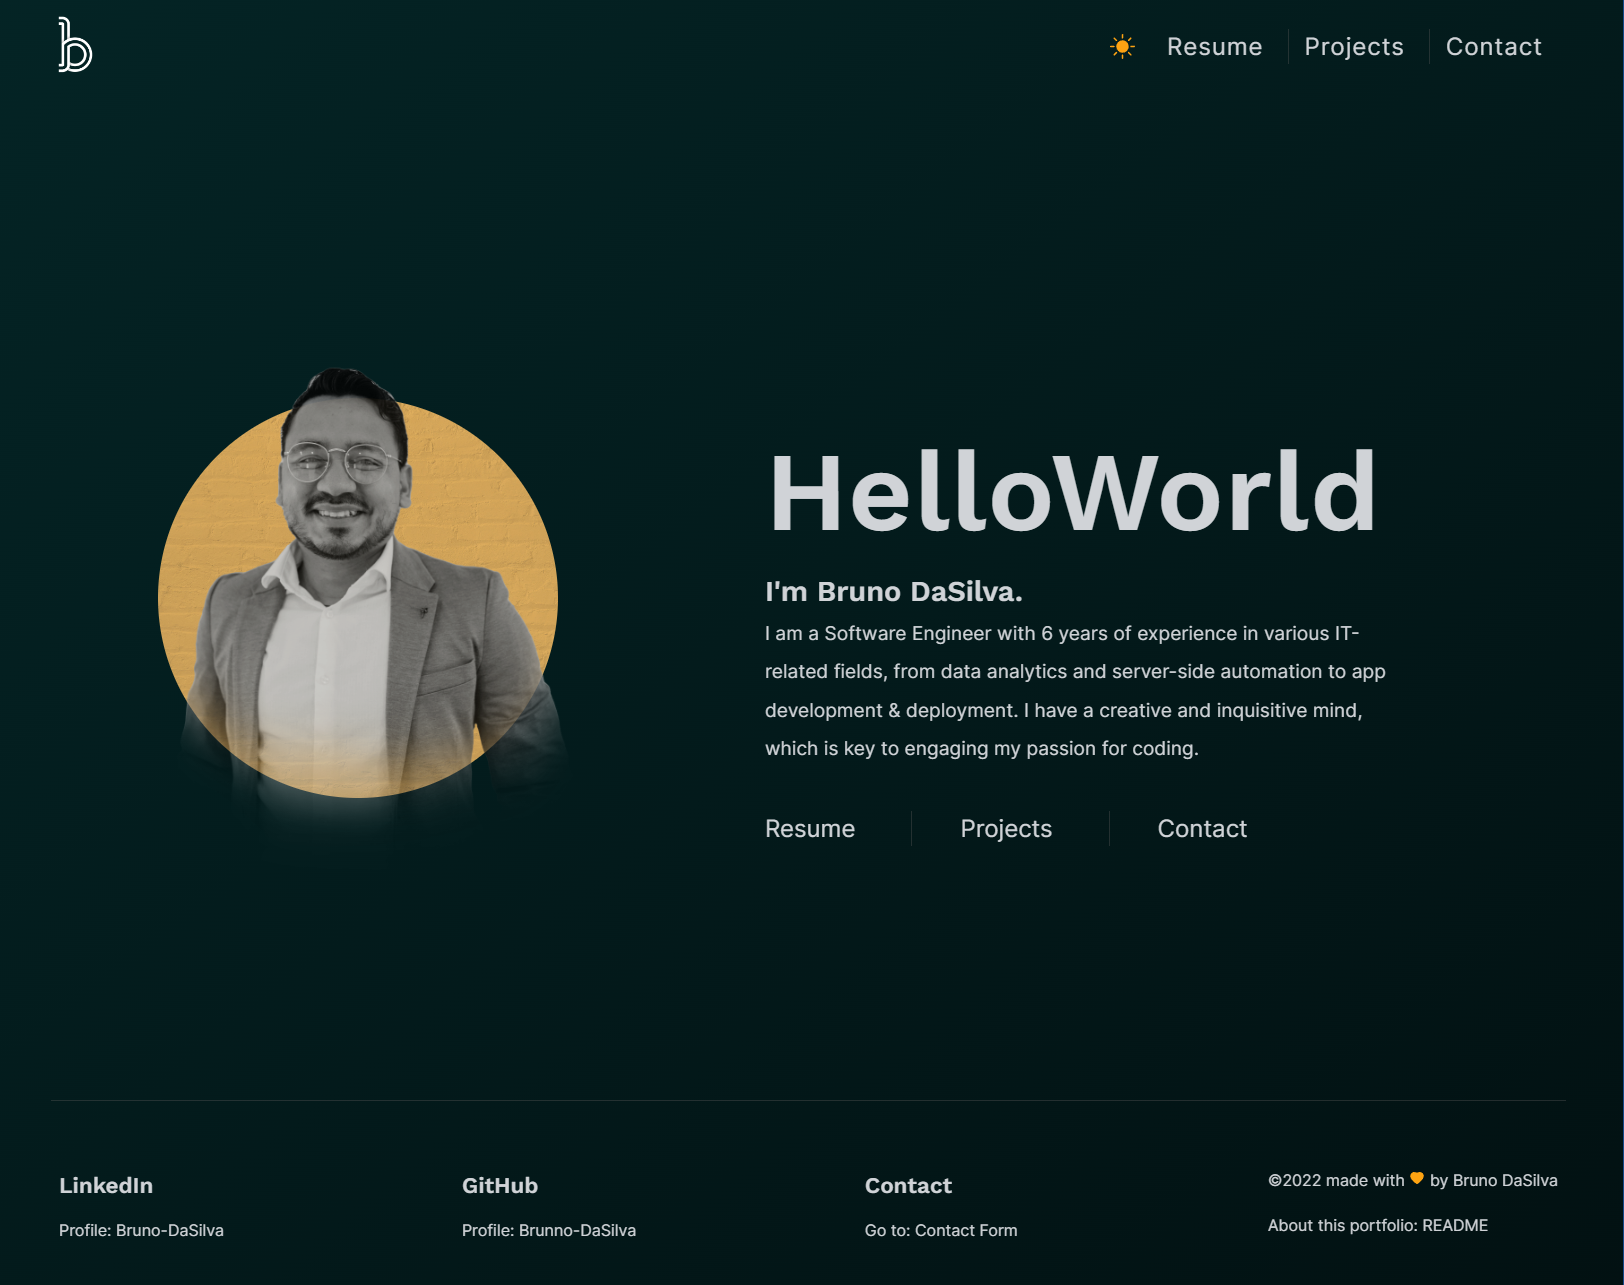 b
Resume
Projects
Contact
HelloWorld
I'm Bruno DaSilva.
I am a Software Engineer with 6 years of experience in various IT-
related fields, from data analytics and server-side automation to app
development & deployment. I have a creative and inquisitive mind,
which is key to engaging my passion for coding.
Resume
Projects
Contact
LinkedIn
Profile: Bruno-DaSilva
GitHub
Profile: Brunno-DaSilva
Contact
Go to: Contact Form
©2022 made with 🧡 by Bruno DaSilva
About this portfolio: README